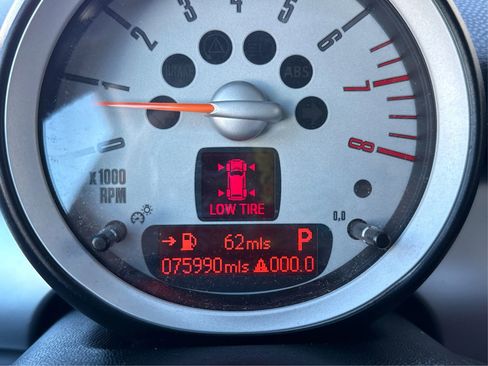 3 4 5
2 6
BRAKE ABS
1 7
0 8
x1000
RPM
LOW TIRE
0,0
62mls P
075990mls 000.0